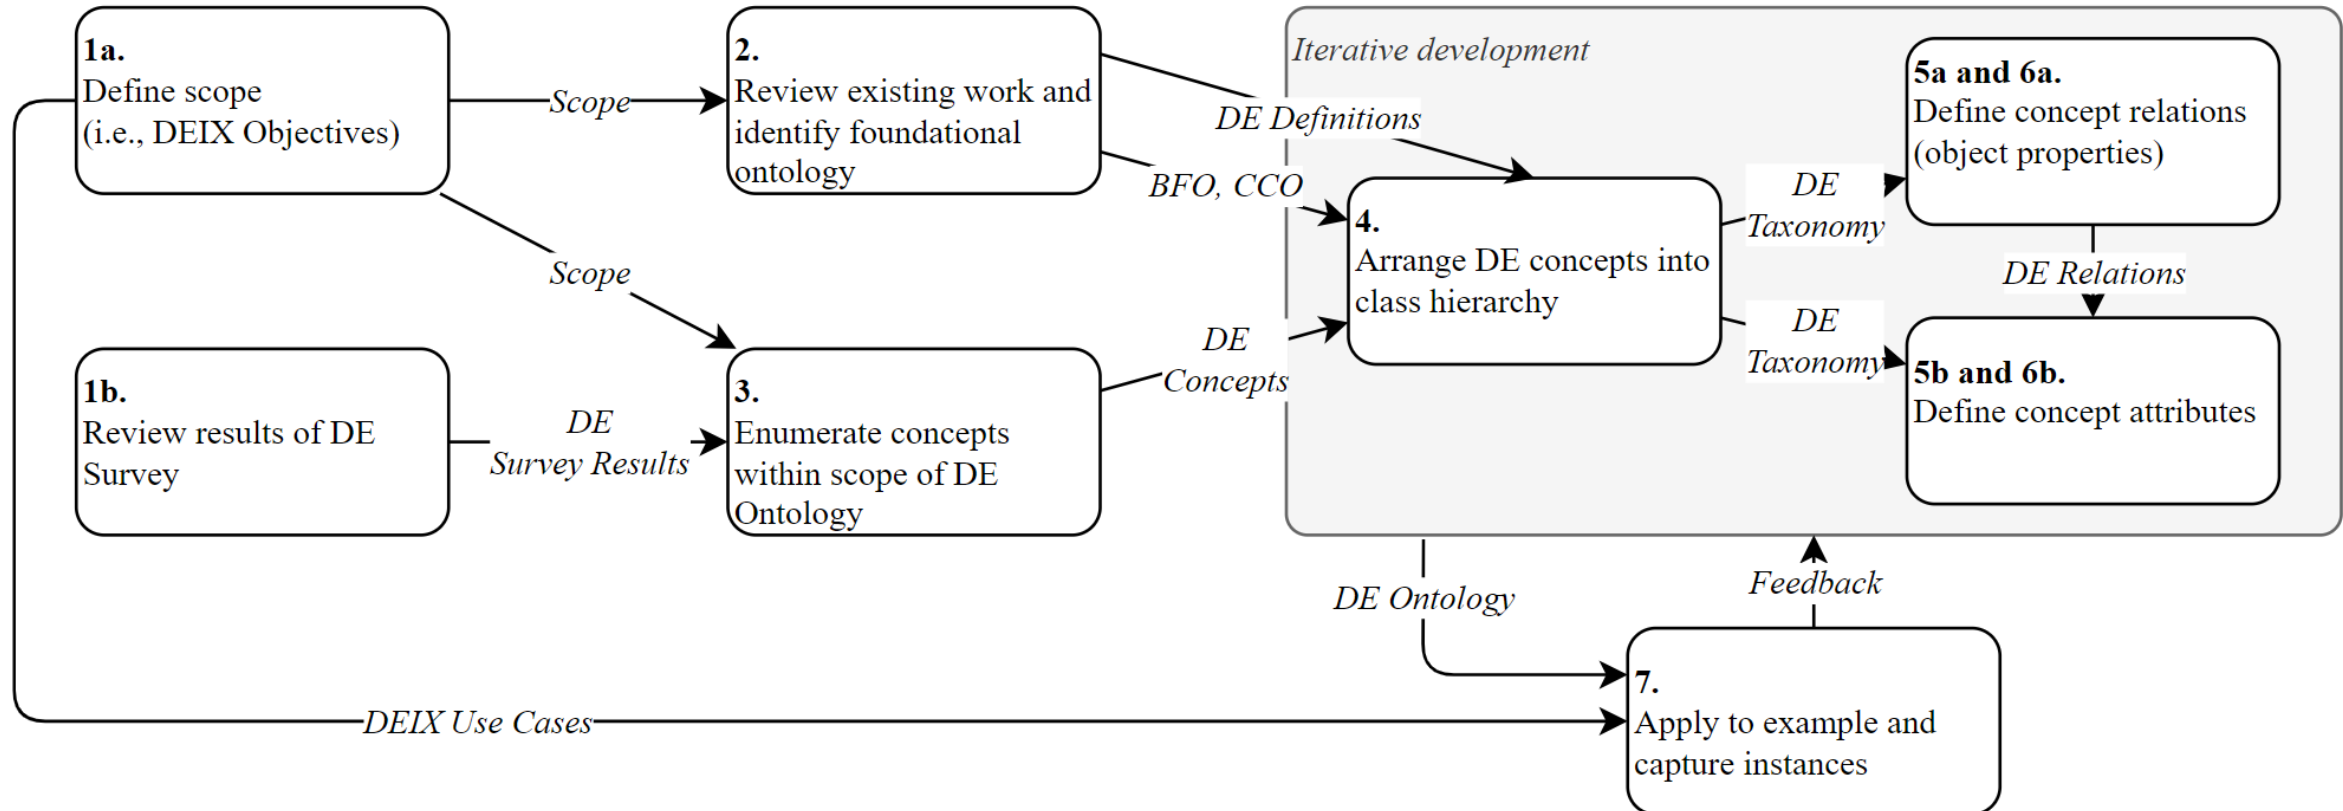 1a.
Define scope
(i.e., DEIX Objectives)
Scope
2.
Review existing work and
identify foundational
ontology
Scope
1b.
Review results of DE
Survey
DE
Survey Results
3.
Enumerate concepts
within scope of DE
Ontology
DE Definitions
BFO, CCO
DE
Concepts
Iterative development
4.
Arrange DE concepts into
class hierarchy
DE
Taxonomy
DE
Taxonomy
5a and 6a.
Define concept relations
(object properties)
DE Relations
5b and 6b.
Define concept attributes
DE Ontology
Feedback
DEIX Use Cases
7.
Apply to example and
capture instances